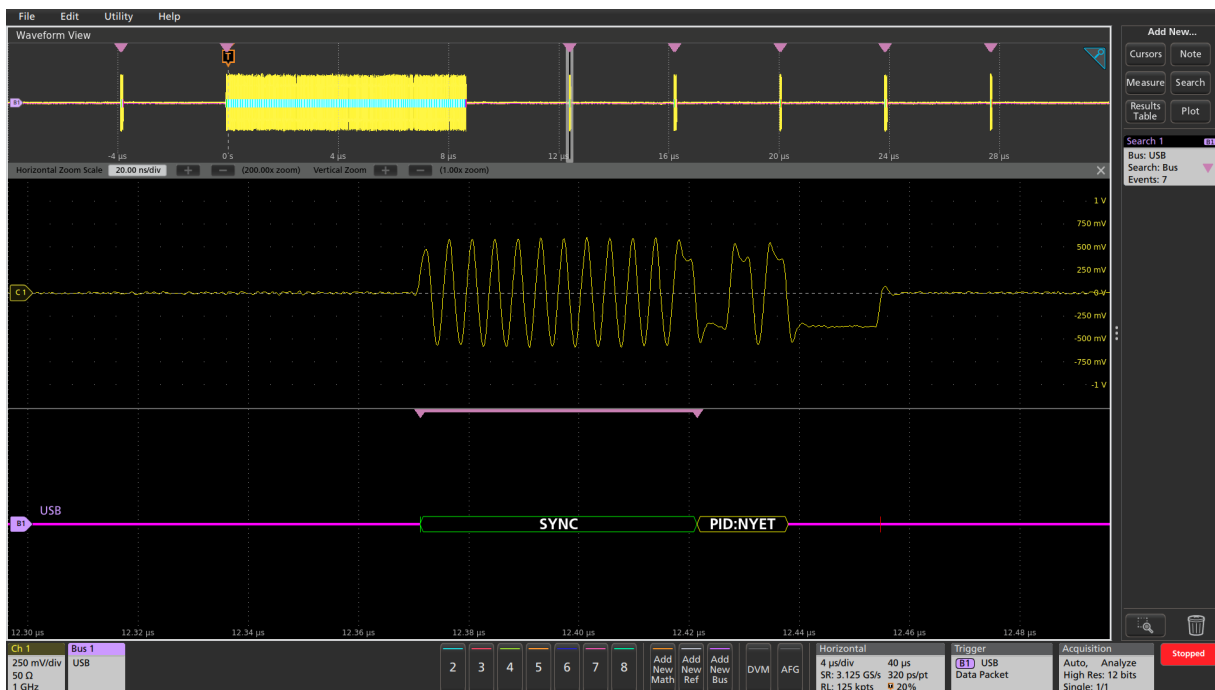 File Edit Utility Help
Waveform View
Add New...
Cursors Note
Measure Search
Results Table Plot
T
B1
-4 µs 0 s 4 µs 8 µs 12 µs 16 µs 20 µs 24 µs 28 µs
Horizontal Zoom Scale 20.00 ns/div + − (200.00x zoom) Vertical Zoom + − (1.00x zoom) ×
Search 1 B1
Bus: USB
Search: Bus
Events: 7
1 V
750 mV
500 mV
250 mV
C1
0 V
-250 mV
-500 mV
-750 mV
-1 V
USB
B1 SYNC PID:NYET
12.30 µs 12.32 µs 12.34 µs 12.36 µs 12.38 µs 12.40 µs 12.42 µs 12.44 µs 12.46 µs 12.48 µs
Ch 1
250 mV/div
50 Ω
1 GHz
Bus 1
USB
2 3 4 5 6 7 8
Add New Math
Add New Ref
Add New Bus
DVM AFG
Horizontal
4 µs/div 40 µs
SR: 3.125 GS/s 320 ps/pt
RL: 125 kpts 20%
Trigger
B1 USB
Data Packet
Acquisition
Auto, Analyze
High Res: 12 bits
Single: 1/1
Stopped